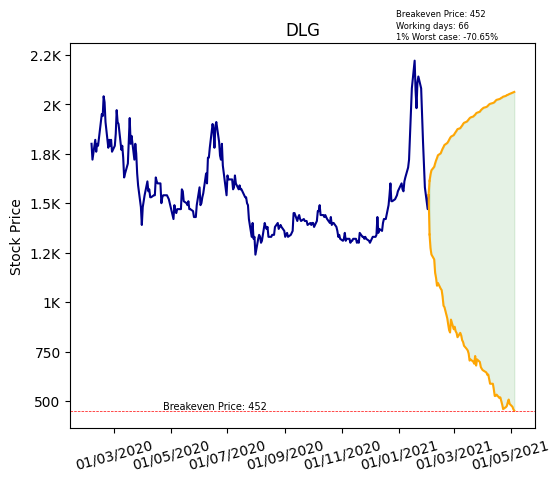 Breakeven Price: 452
Working days: 66
1% Worst case: -70.65%
DLG
Stock Price
2.2K
2K
1.8K
1.5K
1.2K
1K
750
500
Breakeven Price: 452
01/03/2020
01/05/2020
01/07/2020
01/09/2020
01/11/2020
01/01/2021
01/03/2021
01/05/2021